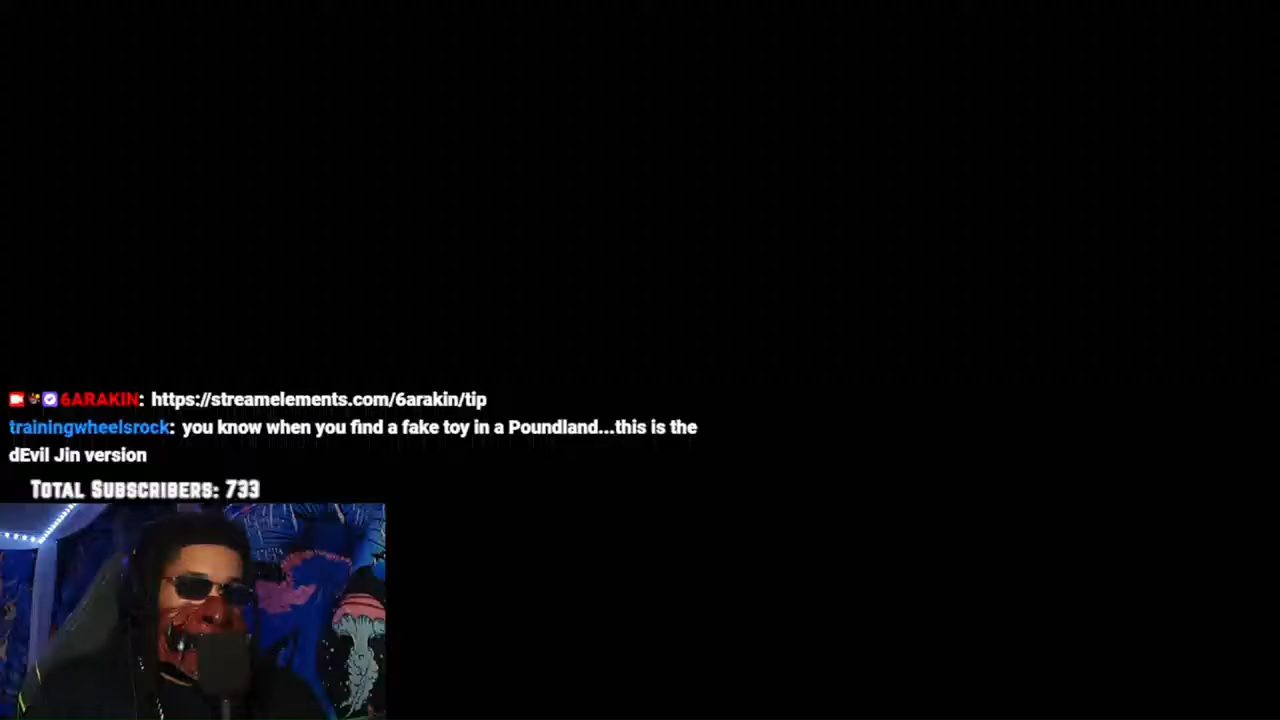 6ARAKIN: https://streamelements.com/6arakin/tip
trainingwheelsrock: you know when you find a fake toy in a Poundland...this is the
dEvil Jin version
TOTAL SUBSCRIBERS: 733